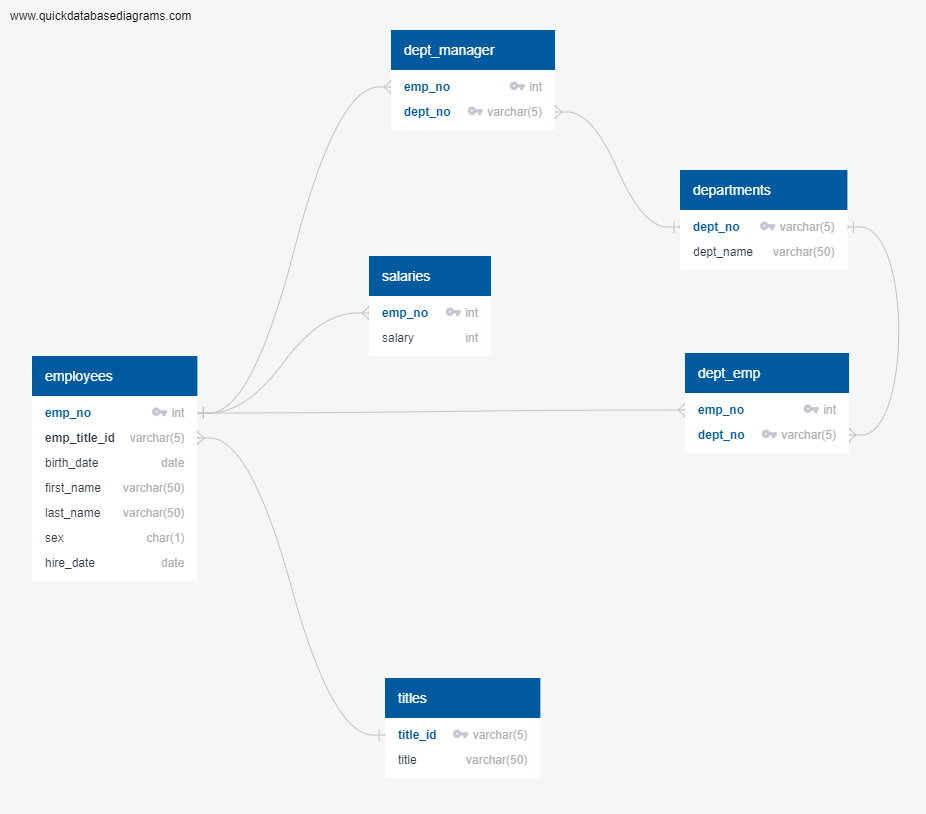 www.quickdatabasediagrams.com
dept_manager
emp_no int
dept_no varchar(5)
departments
dept_no varchar(5)
dept_name varchar(50)
salaries
emp_no int
salary int
employees
emp_no int
emp_title_id varchar(5)
birth_date date
first_name varchar(50)
last_name varchar(50)
sex char(1)
hire_date date
dept_emp
emp_no int
dept_no varchar(5)
titles
title_id varchar(5)
title varchar(50)